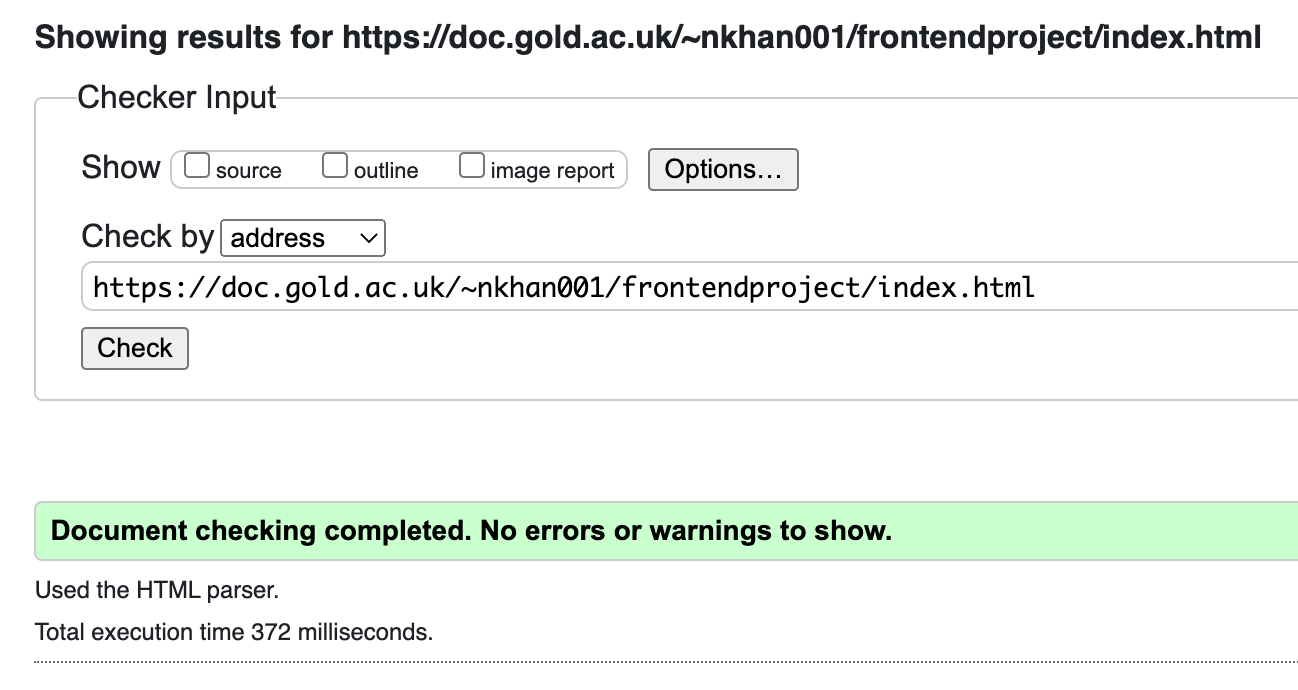 Showing results for https://doc.gold.ac.uk/~nkhan001/frontendproject/index.html
Checker Input
Show source outline image report Options...
Check by address
https://doc.gold.ac.uk/~nkhan001/frontendproject/index.html
Check
Document checking completed. No errors or warnings to show.
Used the HTML parser.
Total execution time 372 milliseconds.